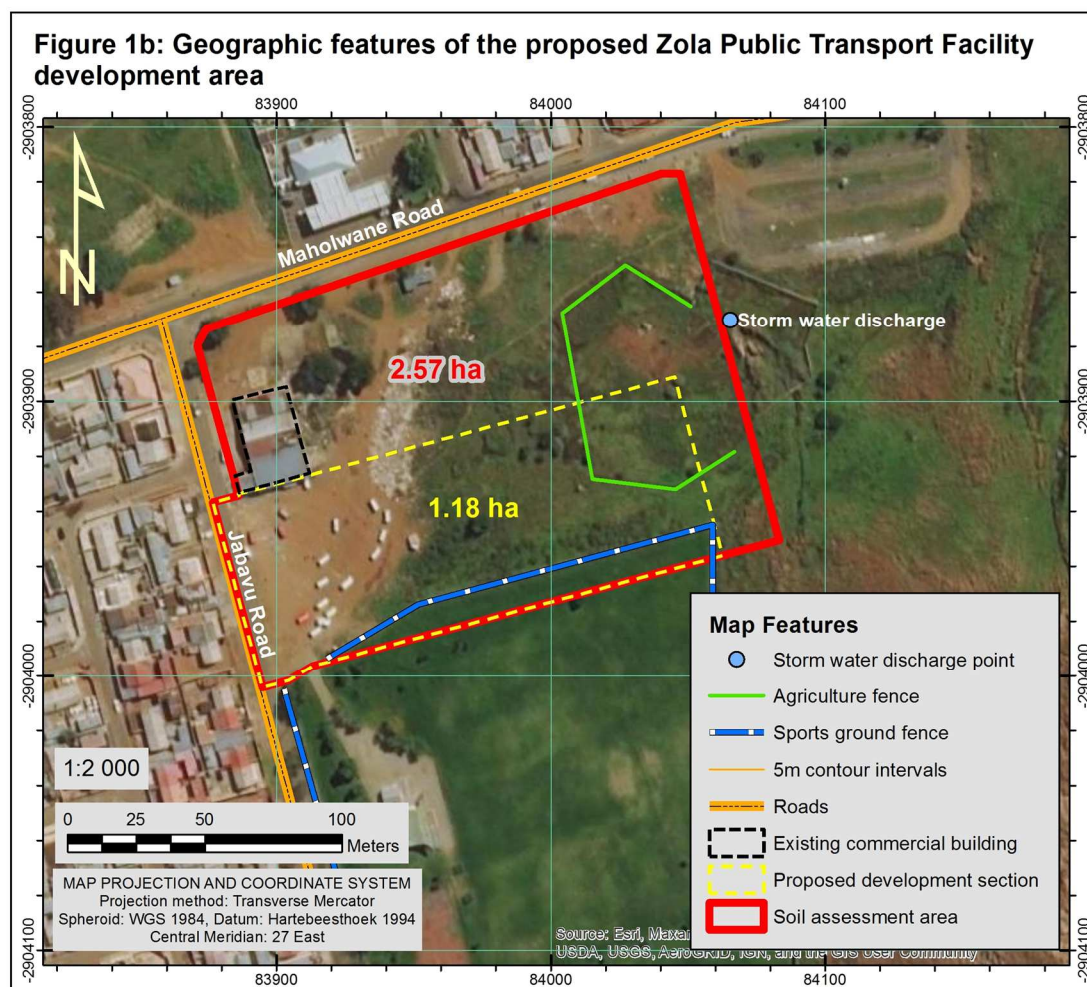 Figure 1b: Geographic features of the proposed Zola Public Transport Facility
development area
83900
84000
84100
-2903800
-2903800
N
Maholwane Road
Storm water discharge
2.57 ha
-2903900
-2903900
1.18 ha
Jabavu Road
-2904000
-2904000
Map Features
Storm water discharge point
Agriculture fence
Sports ground fence
5m contour intervals
Roads
Existing commercial building
Proposed development section
Soil assessment area
1:2 000
0 25 50 100
Meters
MAP PROJECTION AND COORDINATE SYSTEM
Projection method: Transverse Mercator
Spheroid: WGS 1984, Datum: Hartebeesthoek 1994
Central Meridian: 27 East
Source: Esri,
USDA, USGS, AeroGRID, IGN, and the GIS User Community
-2904100
-2904100
83900
84000
84100